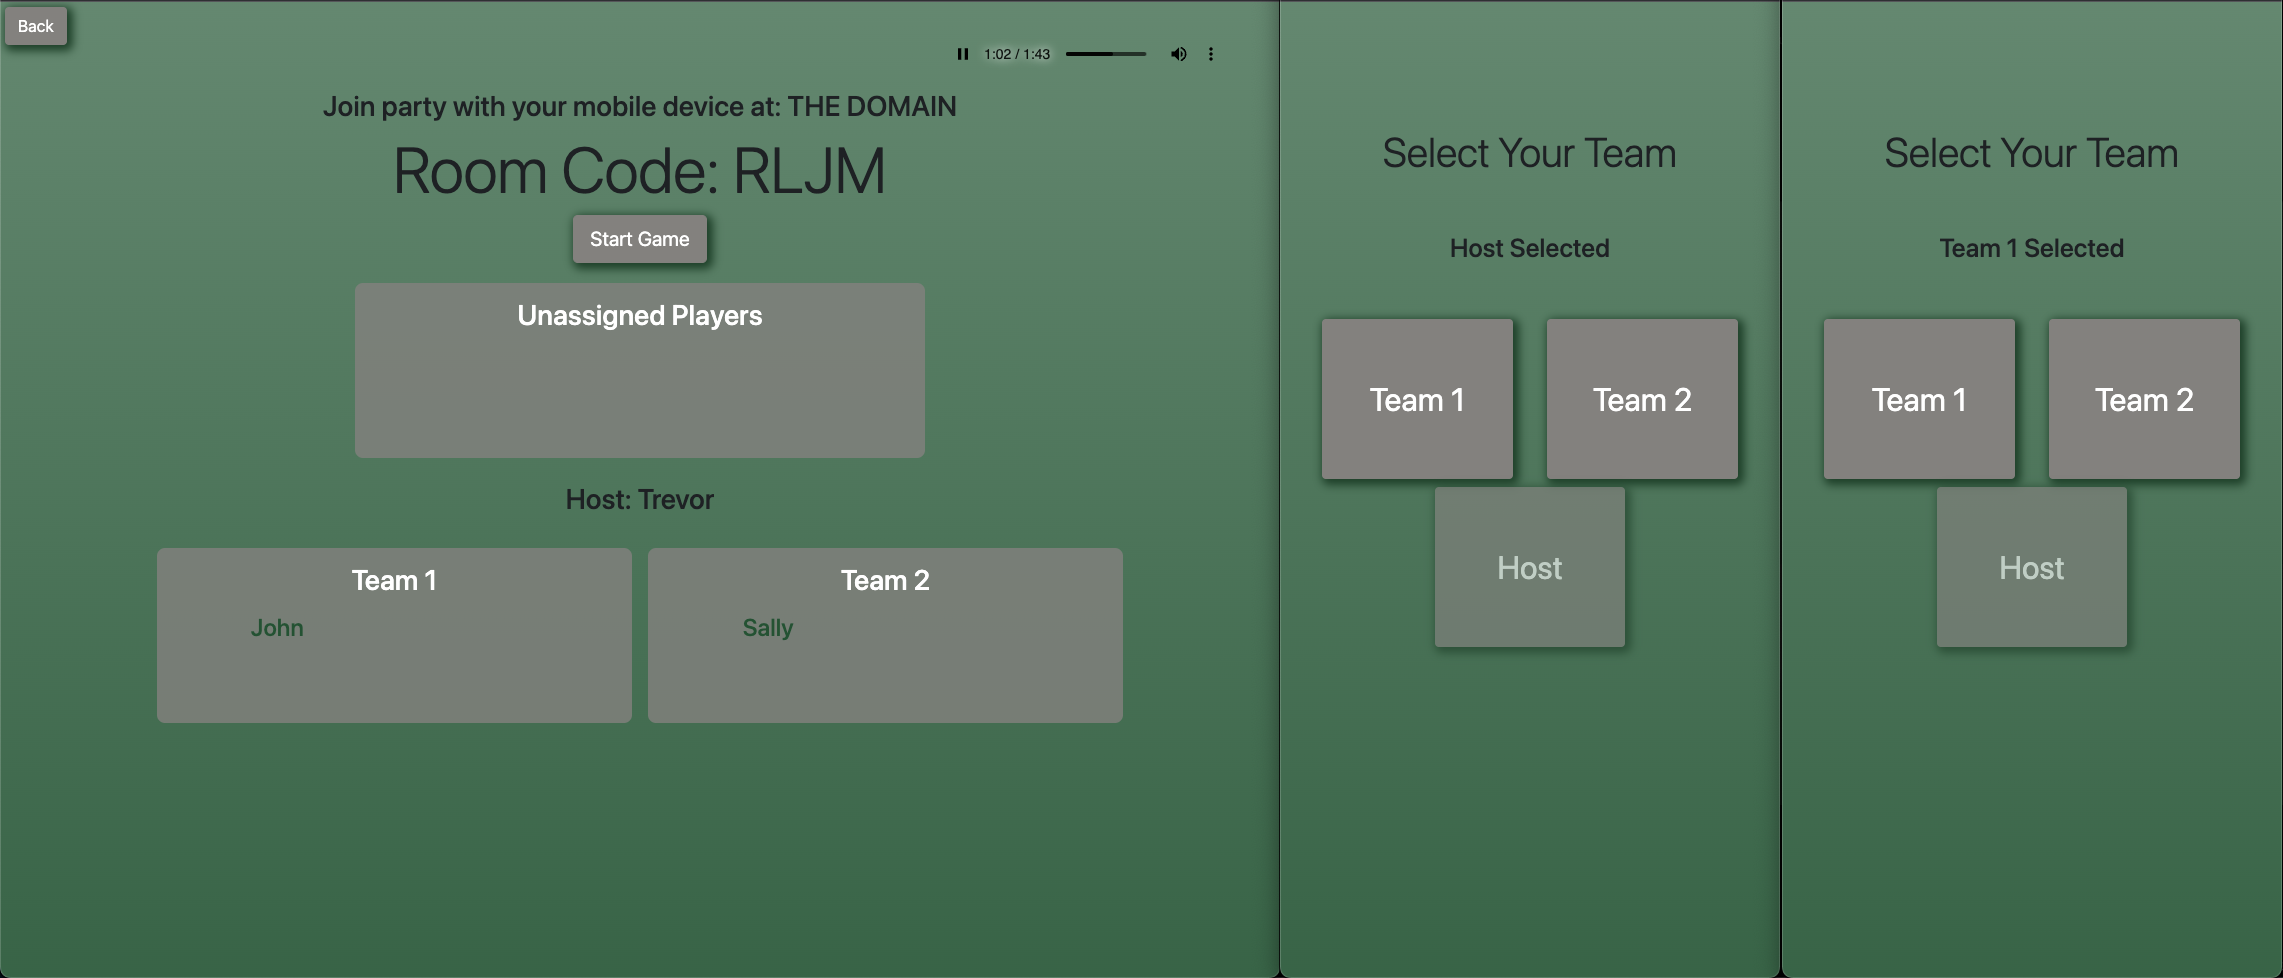 Back
1:02 / 1:43
Join party with your mobile device at: THE DOMAIN
Room Code: RLJM
Start Game
Unassigned Players
Host: Trevor
Team 1
John
Team 2
Sally
Select Your Team
Host Selected
Team 1
Team 2
Host
Select Your Team
Team 1 Selected
Team 1
Team 2
Host